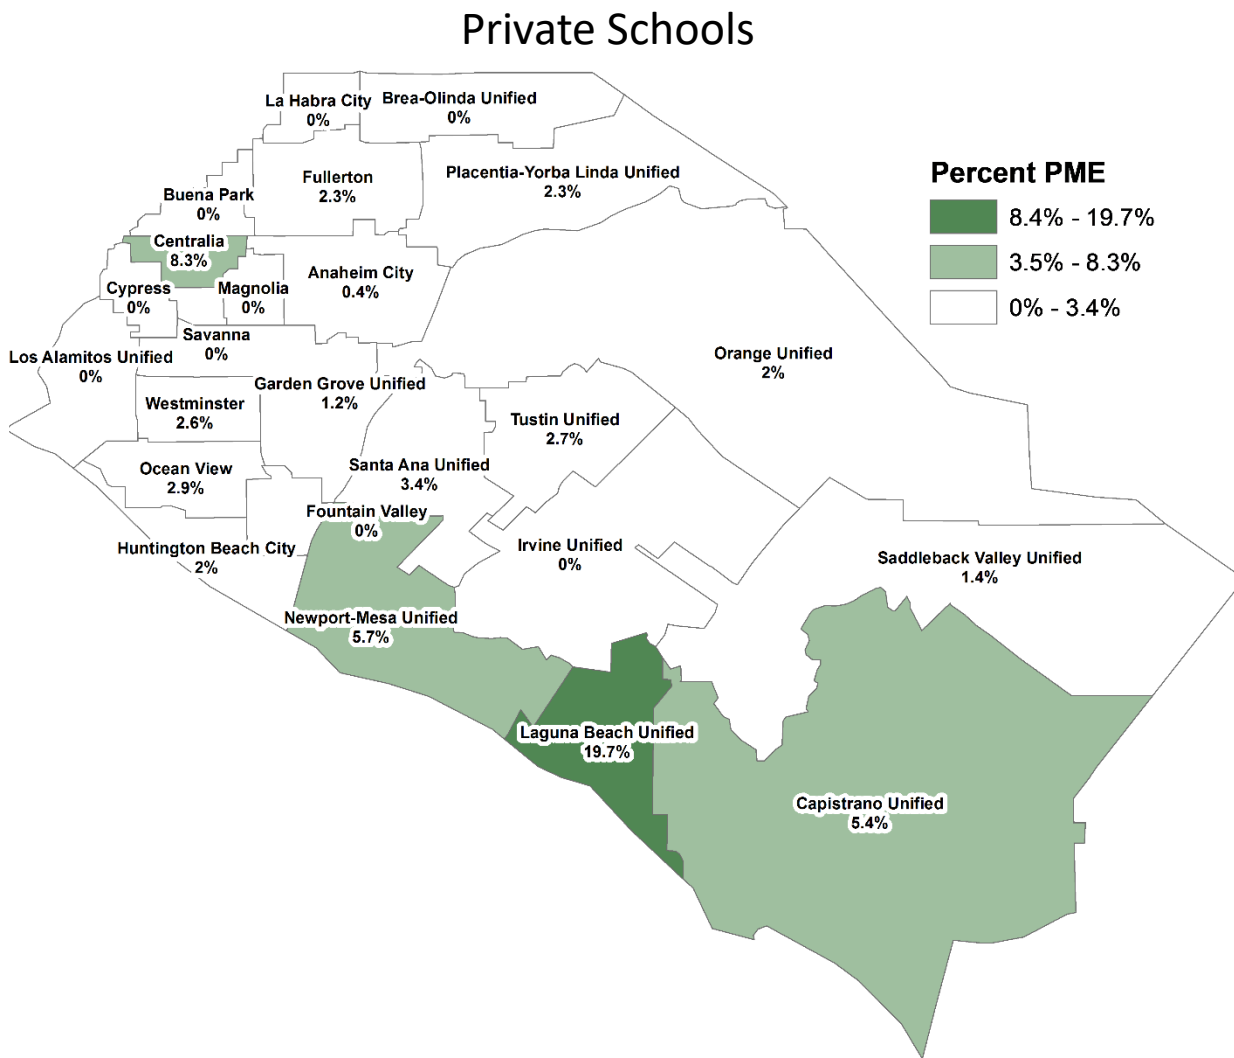 Private Schools
La Habra City
0%
Brea-Olinda Unified
0%
Fullerton
2.3%
Placentia-Yorba Linda Unified
2.3%
Buena Park
0%
Centralia
8.3%
Anaheim City
0.4%
Cypress
0%
Magnolia
0%
Savanna
0%
Los Alamitos Unified
0%
Orange Unified
2%
Garden Grove Unified
1.2%
Westminster
2.6%
Tustin Unified
2.7%
Ocean View
2.9%
Santa Ana Unified
3.4%
Fountain Valley
0%
Huntington Beach City
2%
Irvine Unified
0%
Saddleback Valley Unified
1.4%
Newport-Mesa Unified
5.7%
Laguna Beach Unified
19.7%
Capistrano Unified
5.4%
Percent PME
8.4% - 19.7%
3.5% - 8.3%
0% - 3.4%